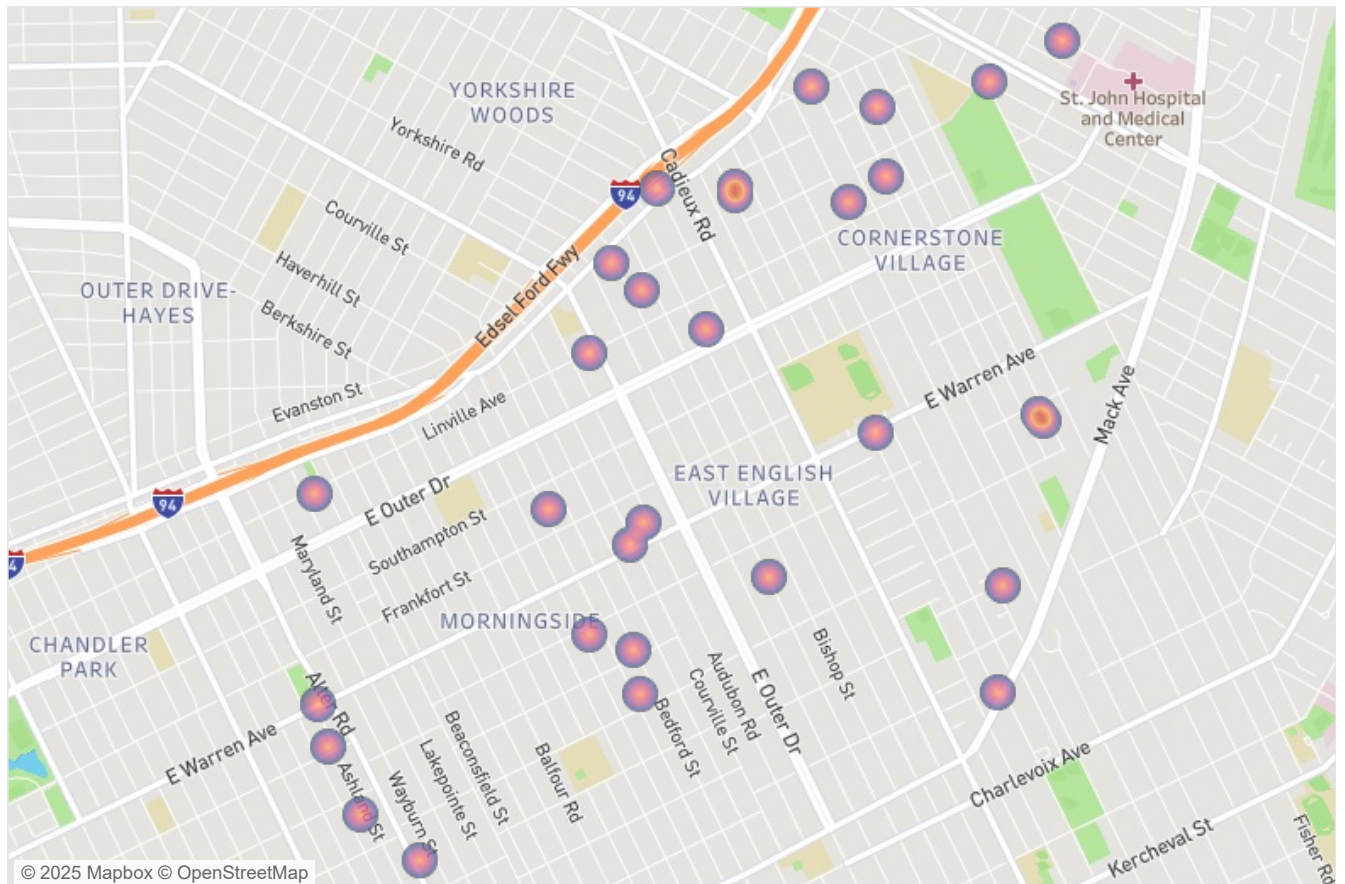 YORKSHIRE
WOODS
St. John Hospital
and Medical
Center
Yorkshire Rd
Cadieux Rd
94
Courville St
CORNERSTONE
VILLAGE
Haverhill St
Edsel Ford Fwy
OUTER DRIVE-
HAYES
Berkshire St
E Warren Ave
Mack Ave
Evanston St
Linville Ave
EAST ENGLISH
VILLAGE
94
E Outer Dr
Southampton St
4
Maryland St
Frankfort St
MORNINGSIDE
CHANDLER
PARK
Bishop St
Audubon Rd
Courville St
E Outer Dr
Alter Rd
Bedford St
E Warren Ave
Beaconsfield St
Lakepointe St
Balfour Rd
Charlevoix Ave
Ashland St
Wayburn St
Kercheval St
Fisher Rd
© 2025 Mapbox © OpenStreetMap